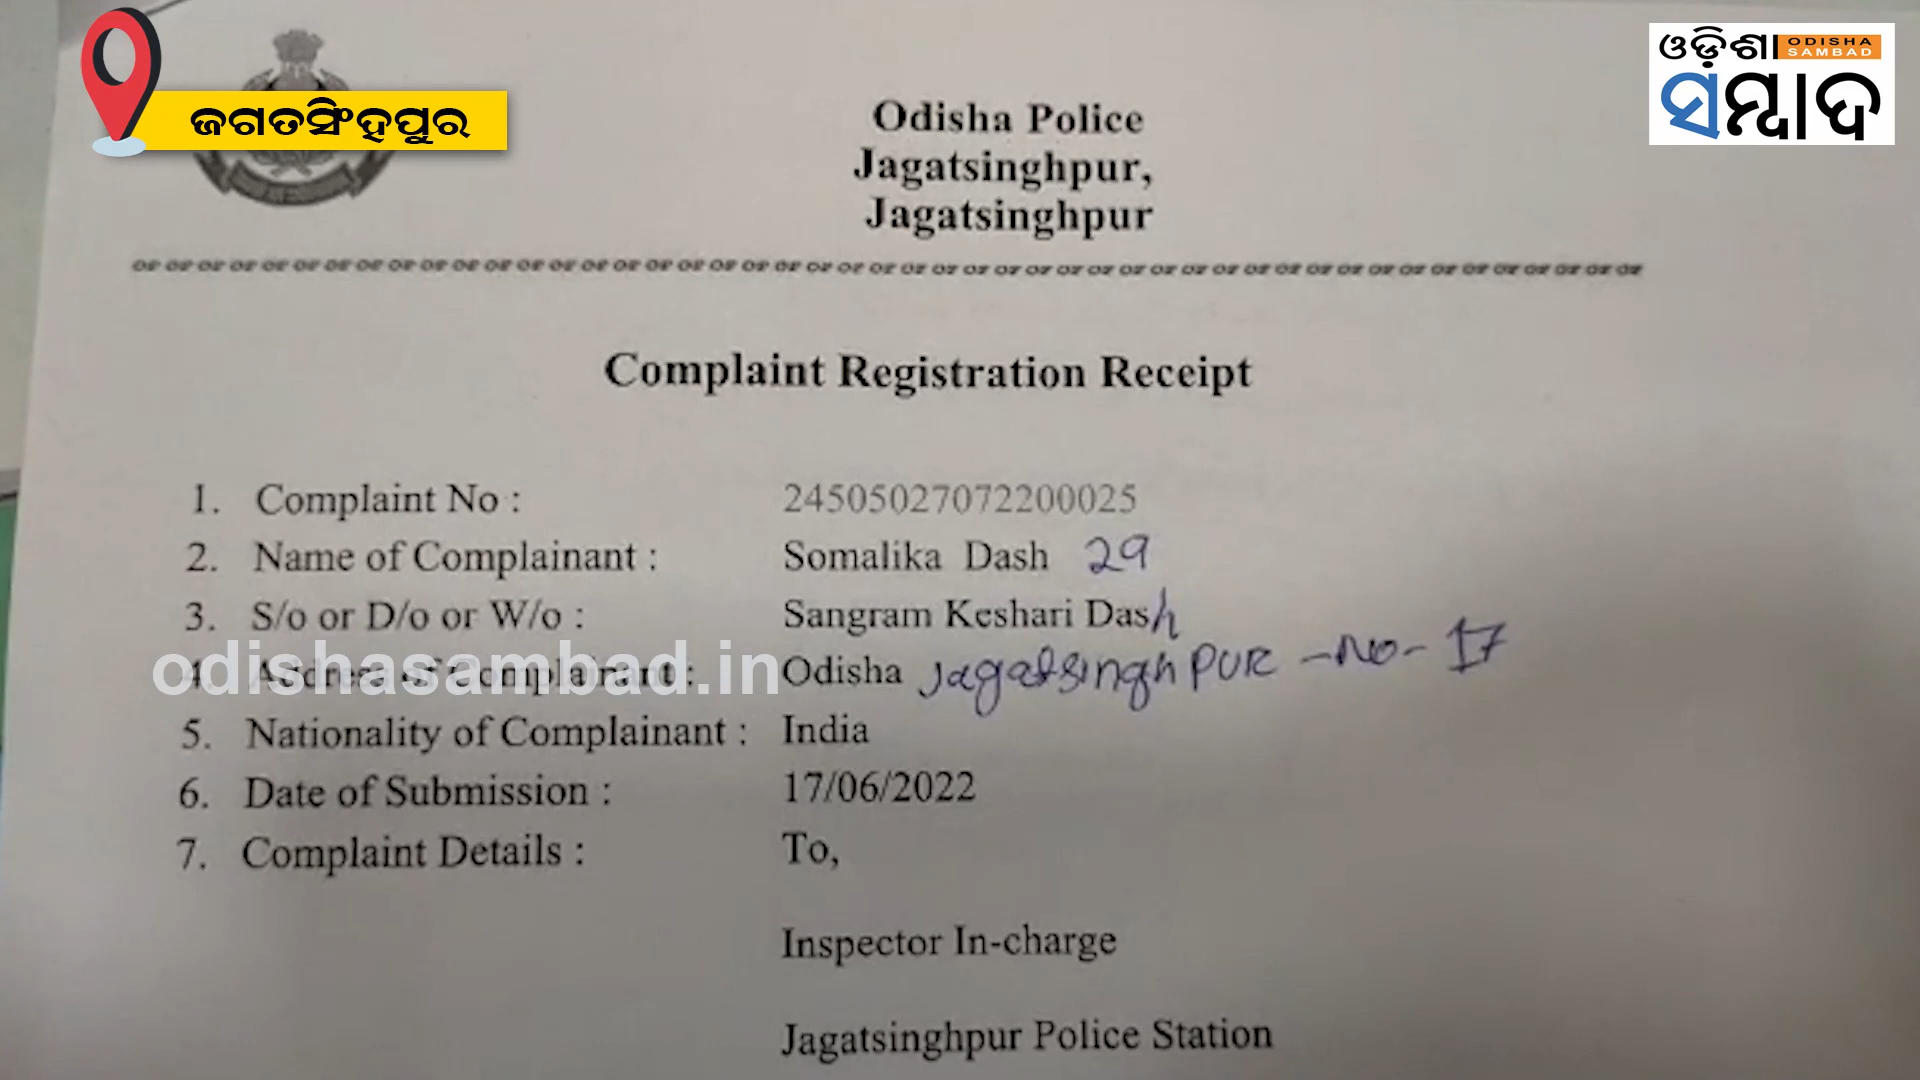 ଜଗତସିଂହପୁର
ଓଡ଼ିଶା ODISHA SAMBAD
ସମ୍ବାଦ
Odisha Police
Jagatsinghpur,
Jagatsinghpur
Complaint Registration Receipt
1. Complaint No : 24505027072200025
2. Name of Complainant : Somalika Dash 29
3. S/o or D/o or W/o : Sangram Keshari Dash
4. Address of Complainant : Odisha Jagatsinghpur -No- 17
odishasambad.in
5. Nationality of Complainant : India
6. Date of Submission : 17/06/2022
7. Complaint Details : To,
Inspector In-charge
Jagatsinghpur Police Station